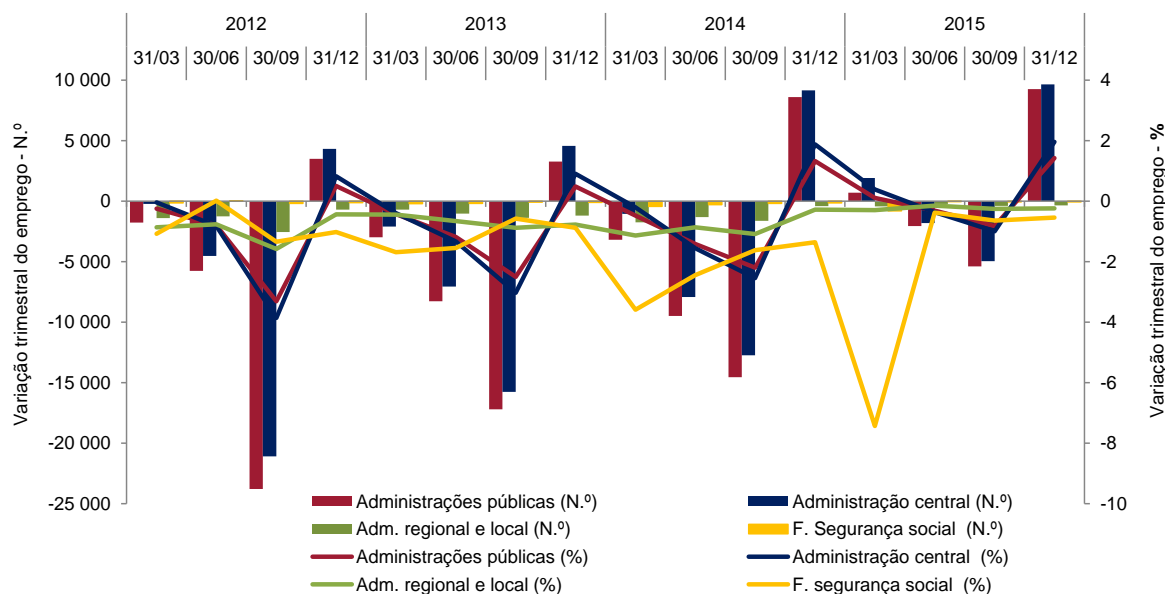 2012 2013 2014 2015
31/03 30/06 30/09 31/12 31/03 30/06 30/09 31/12 31/03 30/06 30/09 31/12 31/03 30/06 30/09 31/12
Variação trimestral do emprego - N.º
10 000
5 000
0
-5 000
-10 000
-15 000
-20 000
-25 000
4
2
0
-2
-4
-6
-8
-10
Variação trimestral do emprego - %
Administrações públicas (N.º) Administração central (N.º)
Adm. regional e local (N.º) F. Segurança social (N.º)
Administrações públicas (%) Administração central (%)
Adm. regional e local (%) F. segurança social (%)